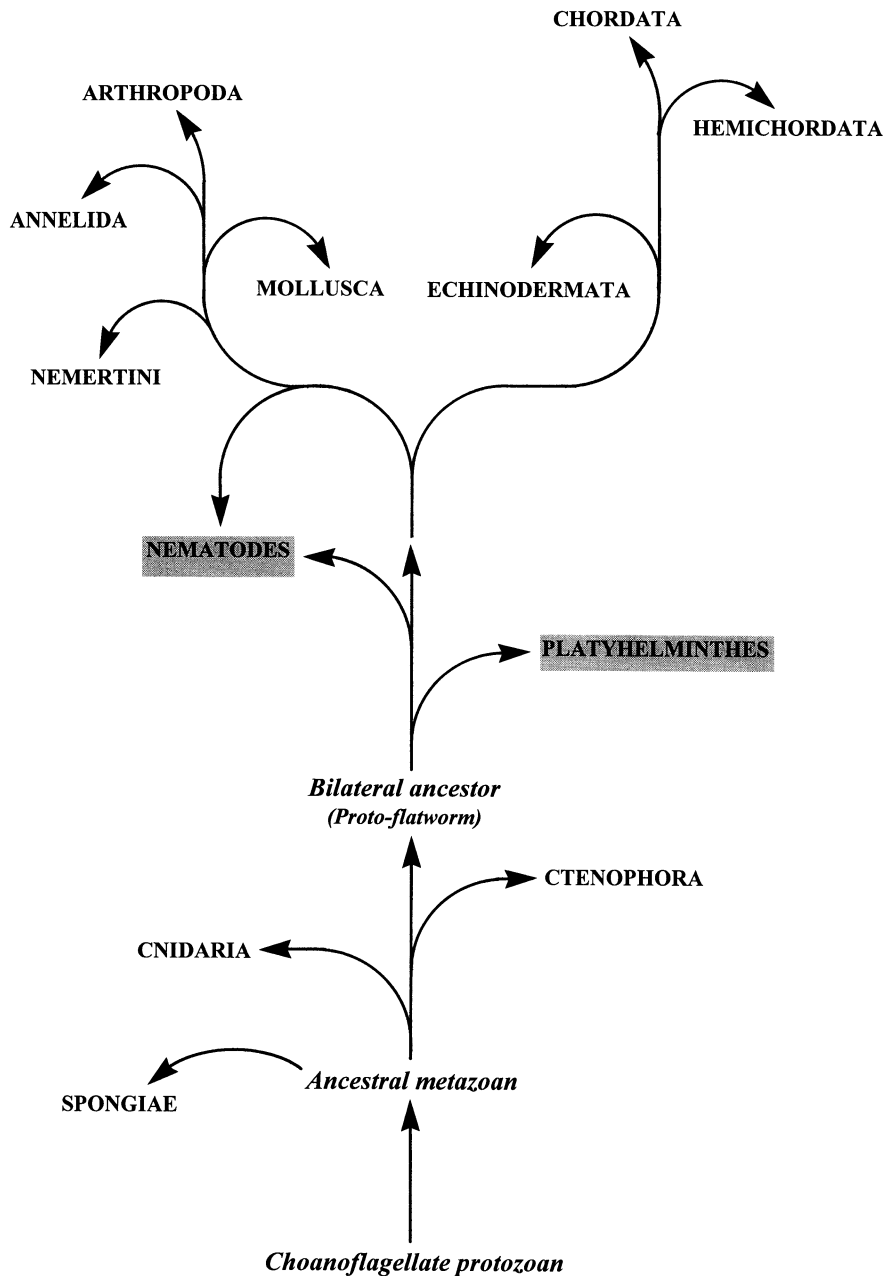 CHORDATA
ARTHROPODA
HEMICHORDATA
ANNELIDA
MOLLUSCA
ECHINODERMATA
NEMERTINI
NEMATODES
PLATYHELMINTHES
Bilateral ancestor
(Proto-flatworm)
CTENOPHORA
CNIDARIA
Ancestral metazoan
SPONGIAE
Choanoflagellate protozoan